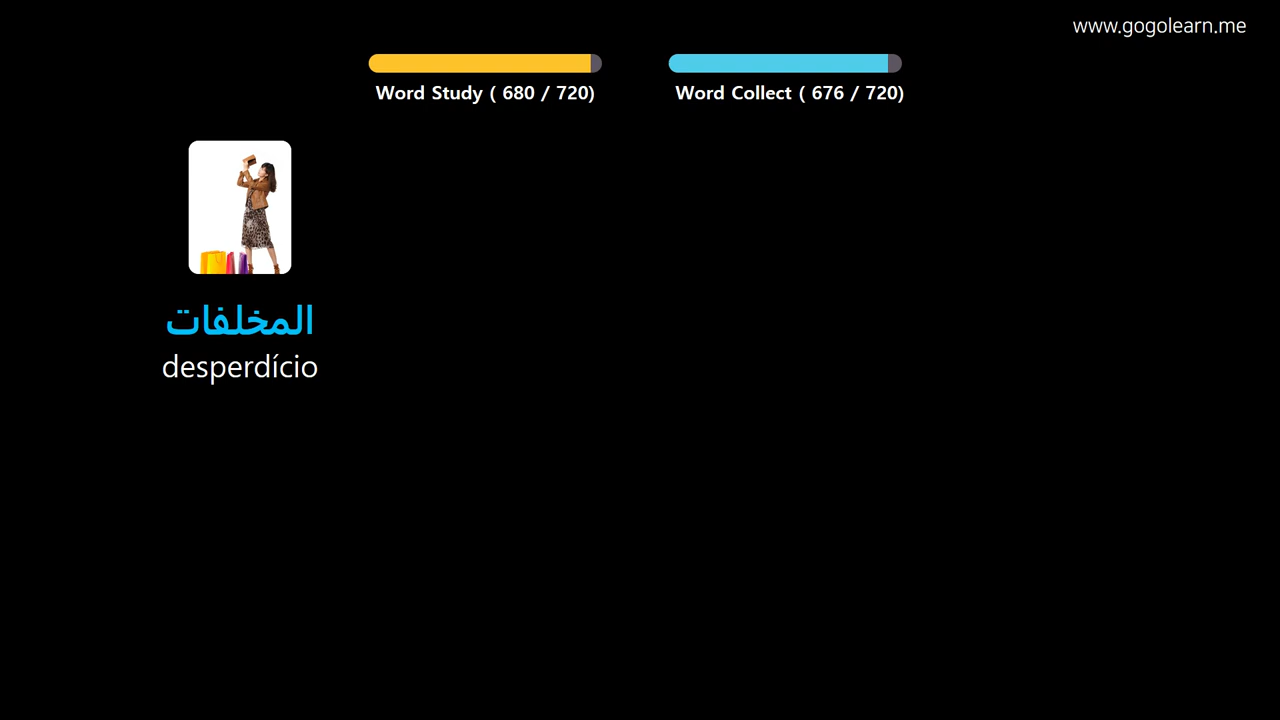 www.gogolearn.me
Word Study ( 680 / 720)
Word Collect ( 676 / 720)
المخلفات
desperdício